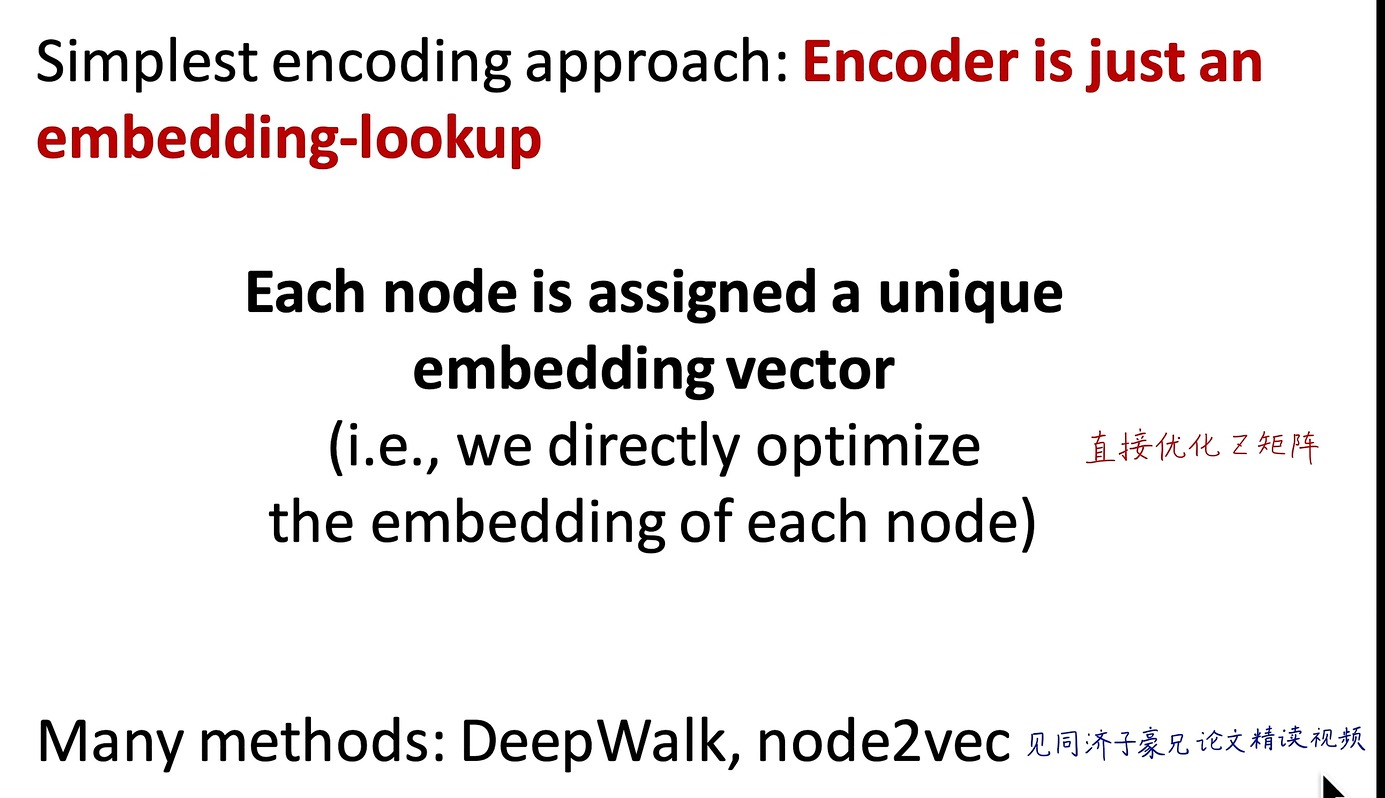 Simplest encoding approach: Encoder is just an
embedding-lookup
Each node is assigned a unique
embedding vector
(i.e., we directly optimize
直接优化 Z 矩阵
the embedding of each node)
Many methods: DeepWalk, node2vec 见同济子豪兄论文精读视频